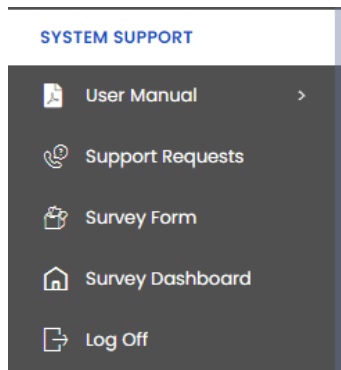 SYSTEM SUPPORT
User Manual >
Support Requests
Survey Form
Survey Dashboard
Log Off